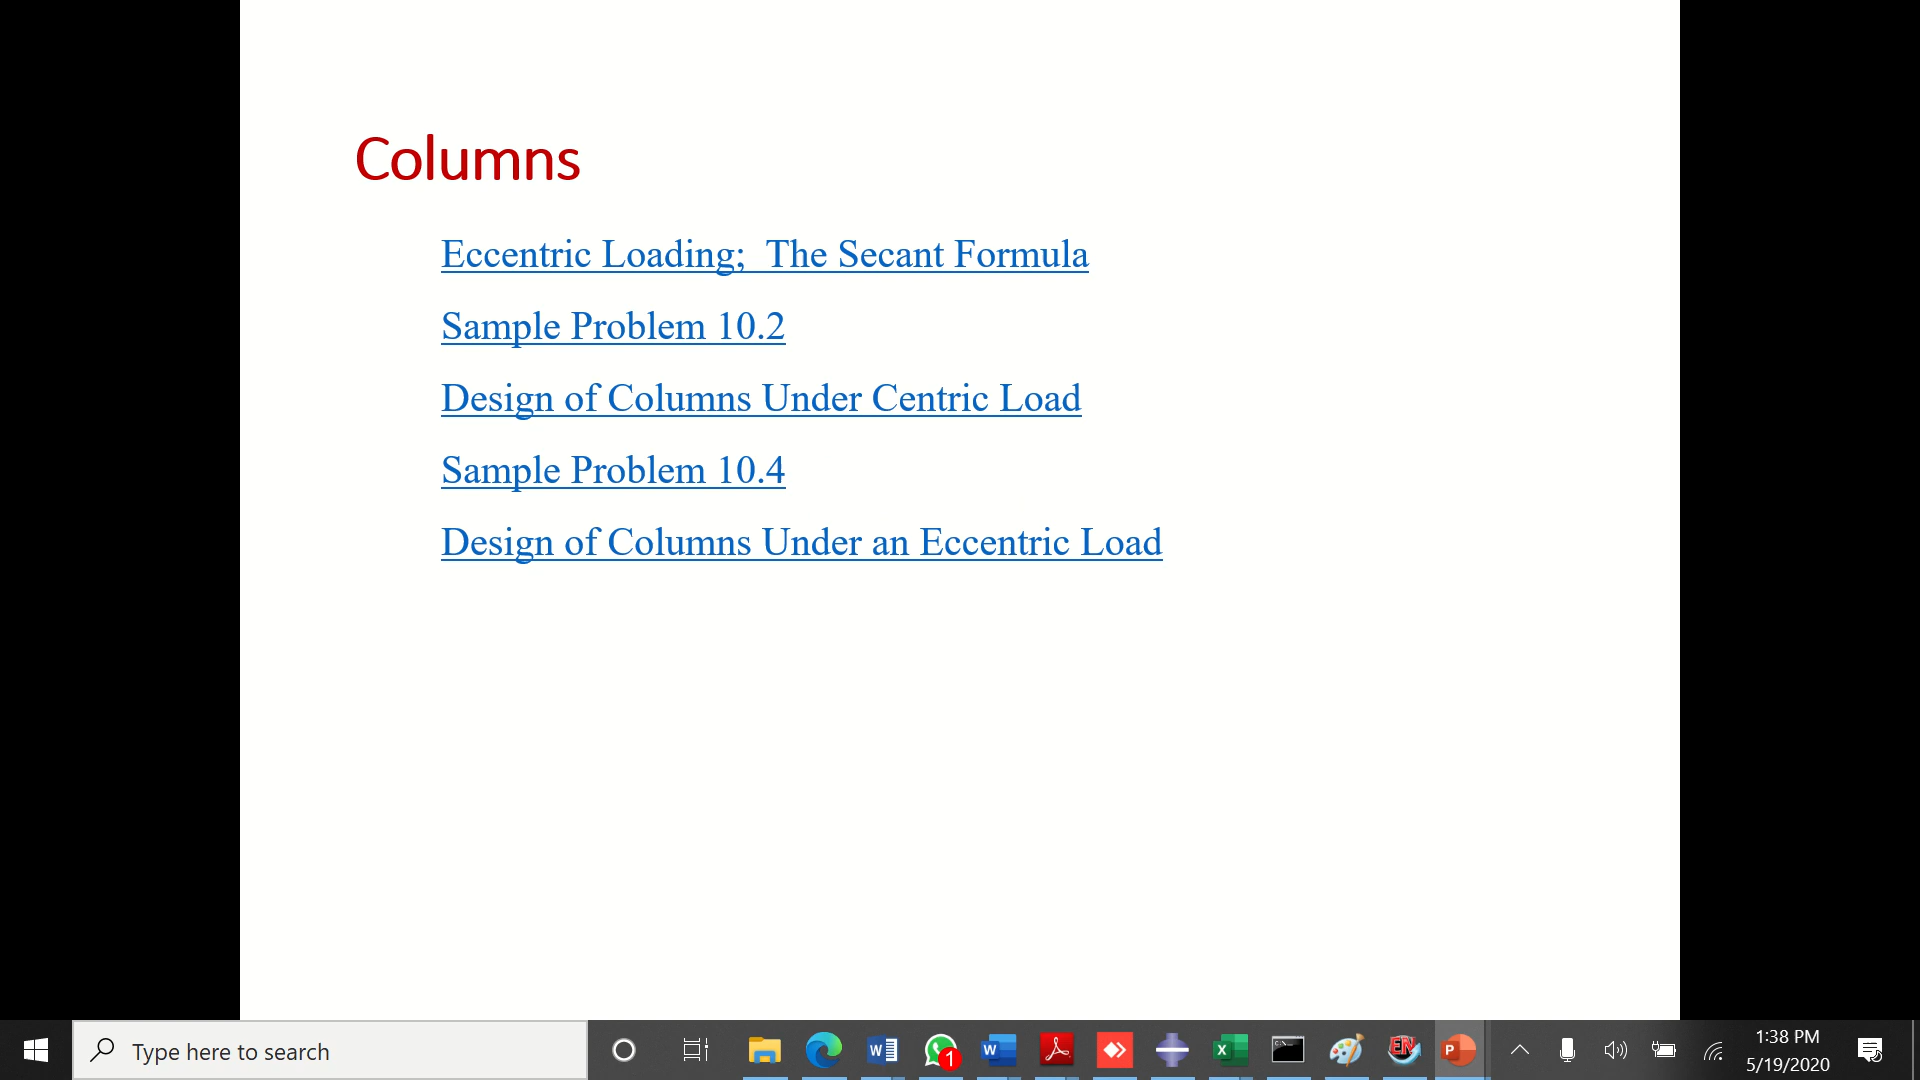 Columns
Eccentric Loading;  The Secant Formula
Sample Problem 10.2
Design of Columns Under Centric Load
Sample Problem 10.4
Design of Columns Under an Eccentric Load
Type here to search
1
1:38 PM
5/19/2020